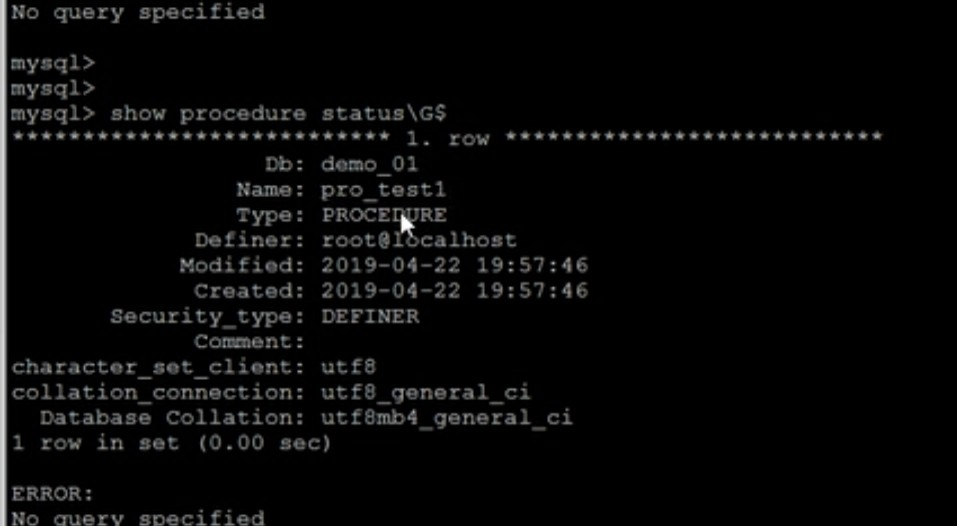 No query specified
mysql>
mysql>
mysql> show procedure status\G$
*************************** 1. row ***************************
Db: demo_01
Name: pro_test1
Type: PROCEDURE
Definer: root@localhost
Modified: 2019-04-22 19:57:46
Created: 2019-04-22 19:57:46
Security_type: DEFINER
Comment:
character_set_client: utf8
collation_connection: utf8_general_ci
Database Collation: utf8mb4_general_ci
1 row in set (0.00 sec)
ERROR:
No query specified